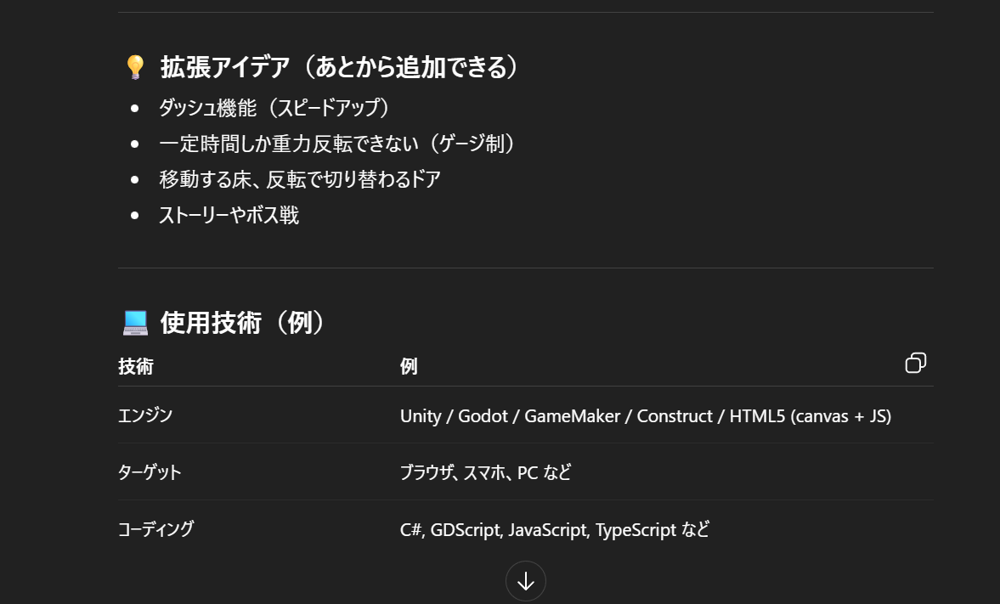 💡 拡張アイデア（あとから追加できる）
• ダッシュ機能（スピードアップ）
• 一定時間しか重力反転できない（ゲージ制）
• 移動する床、反転で切り替わるドア
• ストーリーやボス戦
💻 使用技術（例）
技術 例
エンジン Unity / Godot / GameMaker / Construct / HTML5 (canvas + JS)
ターゲット ブラウザ、スマホ、PC など
コーディング C#, GDScript, JavaScript, TypeScript など